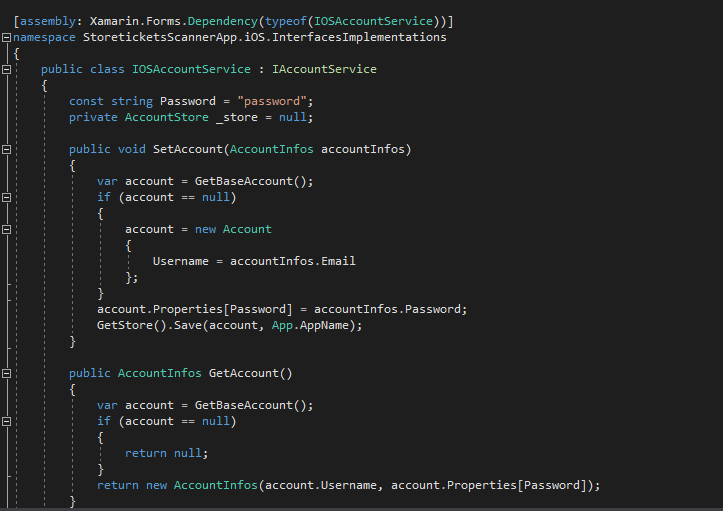 [assembly: Xamarin.Forms.Dependency(typeof(IOSAccountService))]
namespace StoreticketsScannerApp.iOS.InterfacesImplementations
{
    public class IOSAccountService : IAccountService
    {
        const string Password = "password";
        private AccountStore _store = null;

        public void SetAccount(AccountInfos accountInfos)
        {
            var account = GetBaseAccount();
            if (account == null)
            {
                account = new Account
                {
                    Username = accountInfos.Email
                };
            }
            account.Properties[Password] = accountInfos.Password;
            GetStore().Save(account, App.AppName);
        }

        public AccountInfos GetAccount()
        {
            var account = GetBaseAccount();
            if (account == null)
            {
                return null;
            }
            return new AccountInfos(account.Username, account.Properties[Password]);
        }